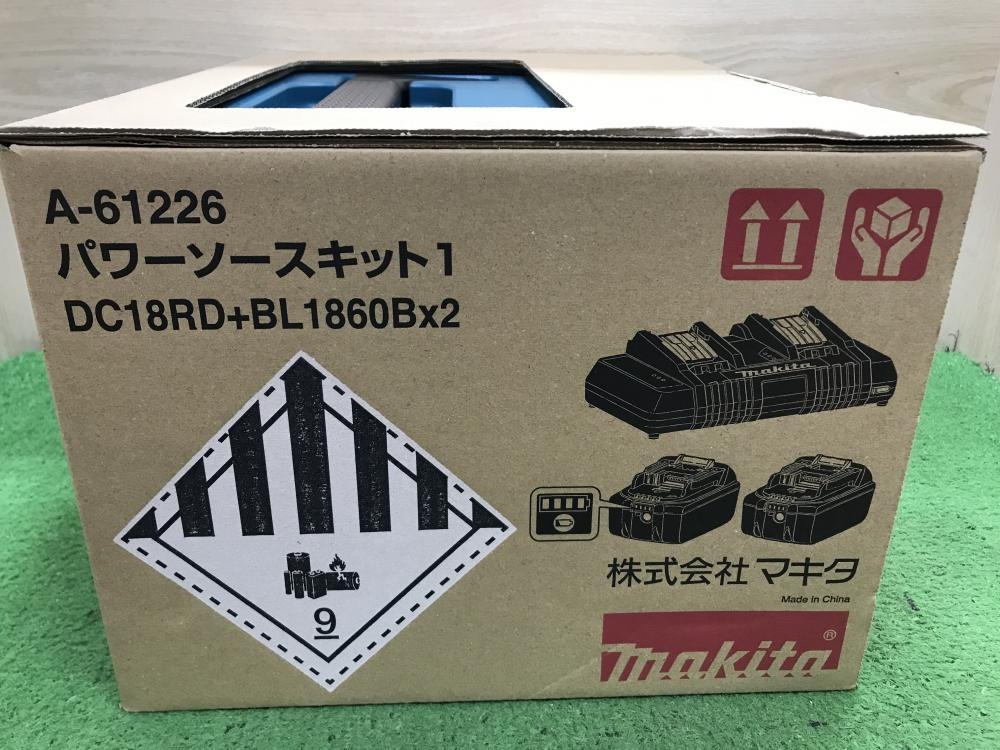 A-61226
パワーソースキット1
DC18RD+BL1860Bx2
makita
9
株式会社 マキタ
Made in China
makita®